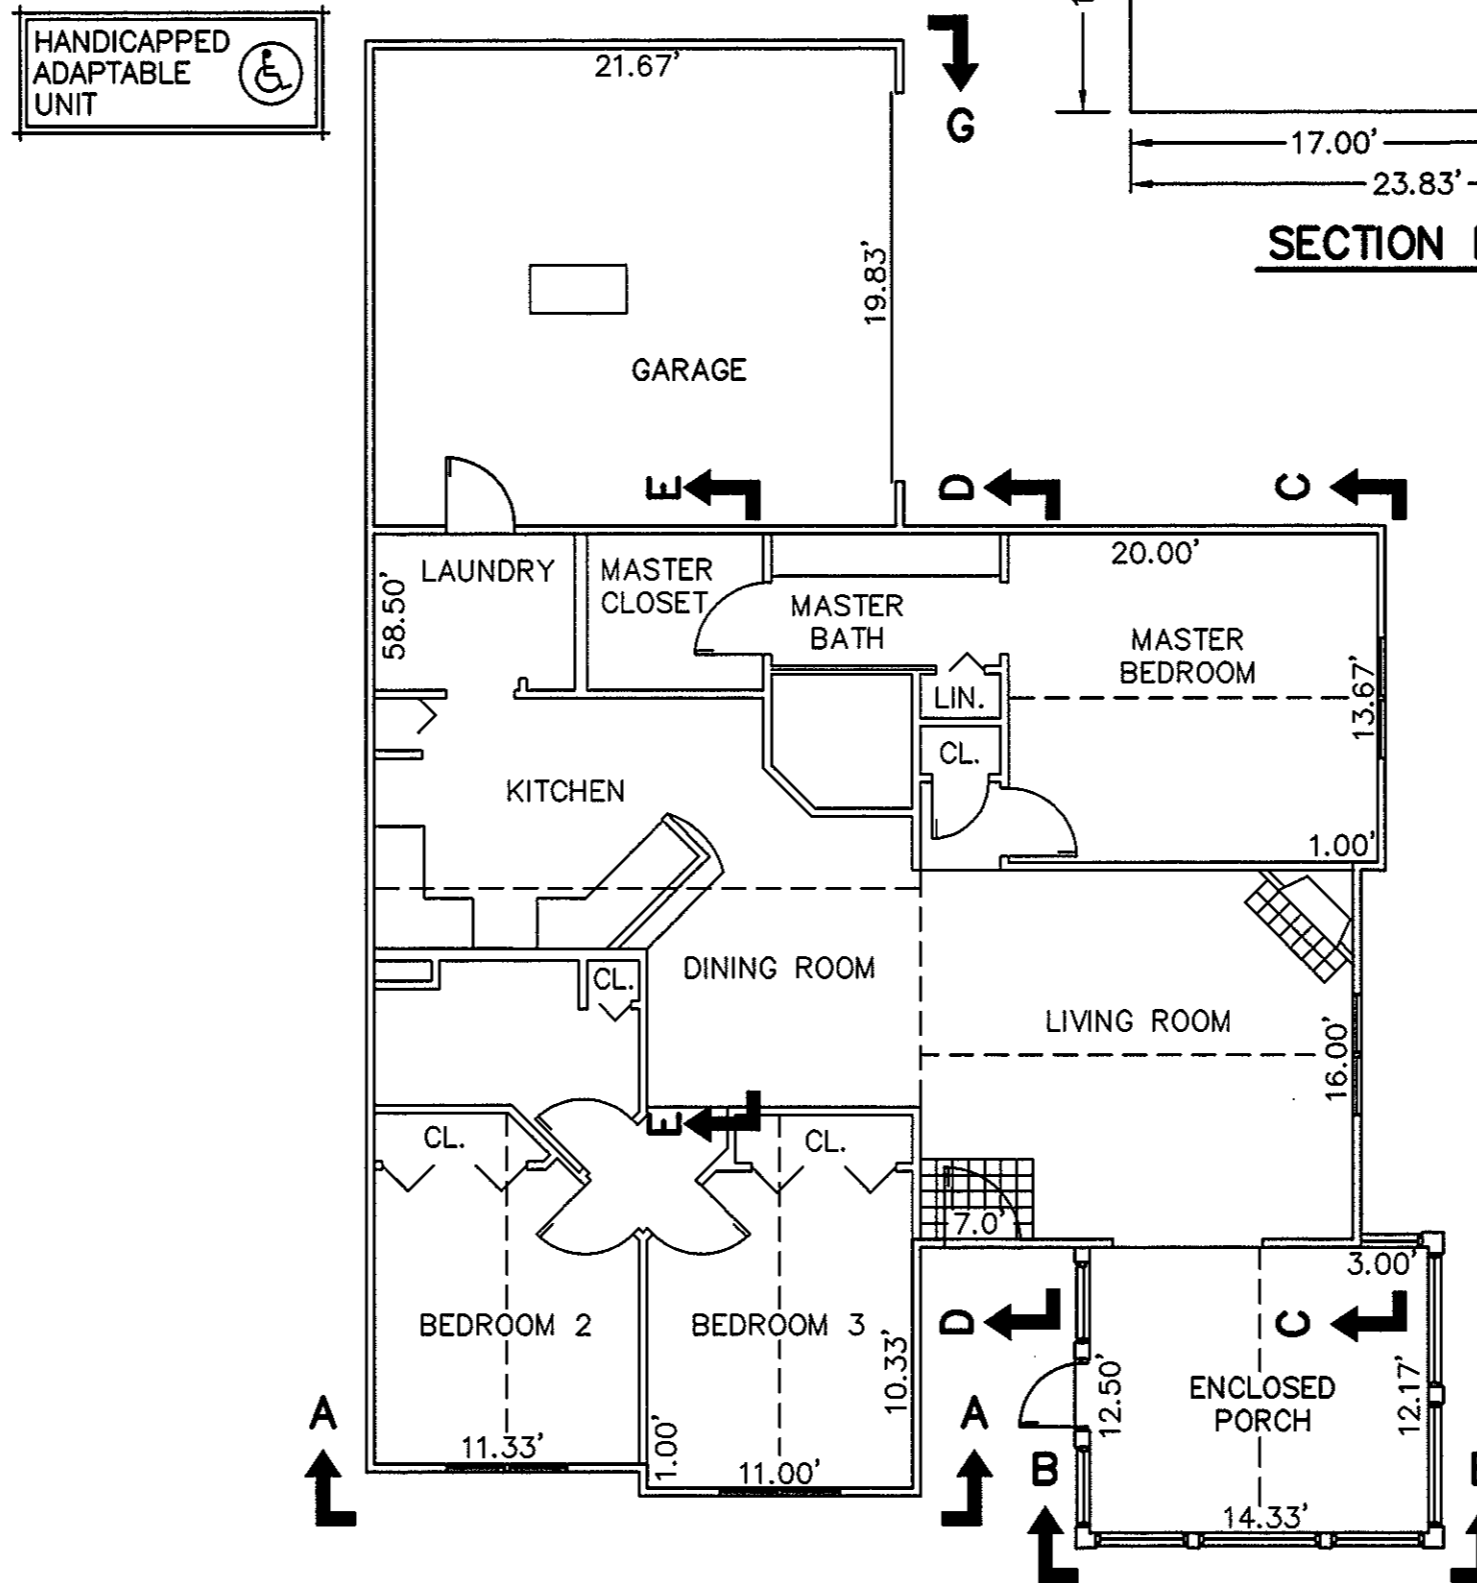 HANDICAPPED
ADAPTABLE
UNIT
21.67'
G
17.00'
23.83'
SECTION
19.83'
GARAGE
E
D
C
20.00'
LAUNDRY
MASTER
CLOSET
58.50'
MASTER
BATH
MASTER
BEDROOM
13.67'
LIN.
CL.
KITCHEN
1.00'
DINING ROOM
CL.
LIVING ROOM
16.00'
E
CL.
CL.
7.0'
3.00'
BEDROOM 2
BEDROOM 3
D
C
10.33'
12.50'
ENCLOSED
PORCH
12.17'
A
A
11.33'
1.00'
11.00'
B
14.33'